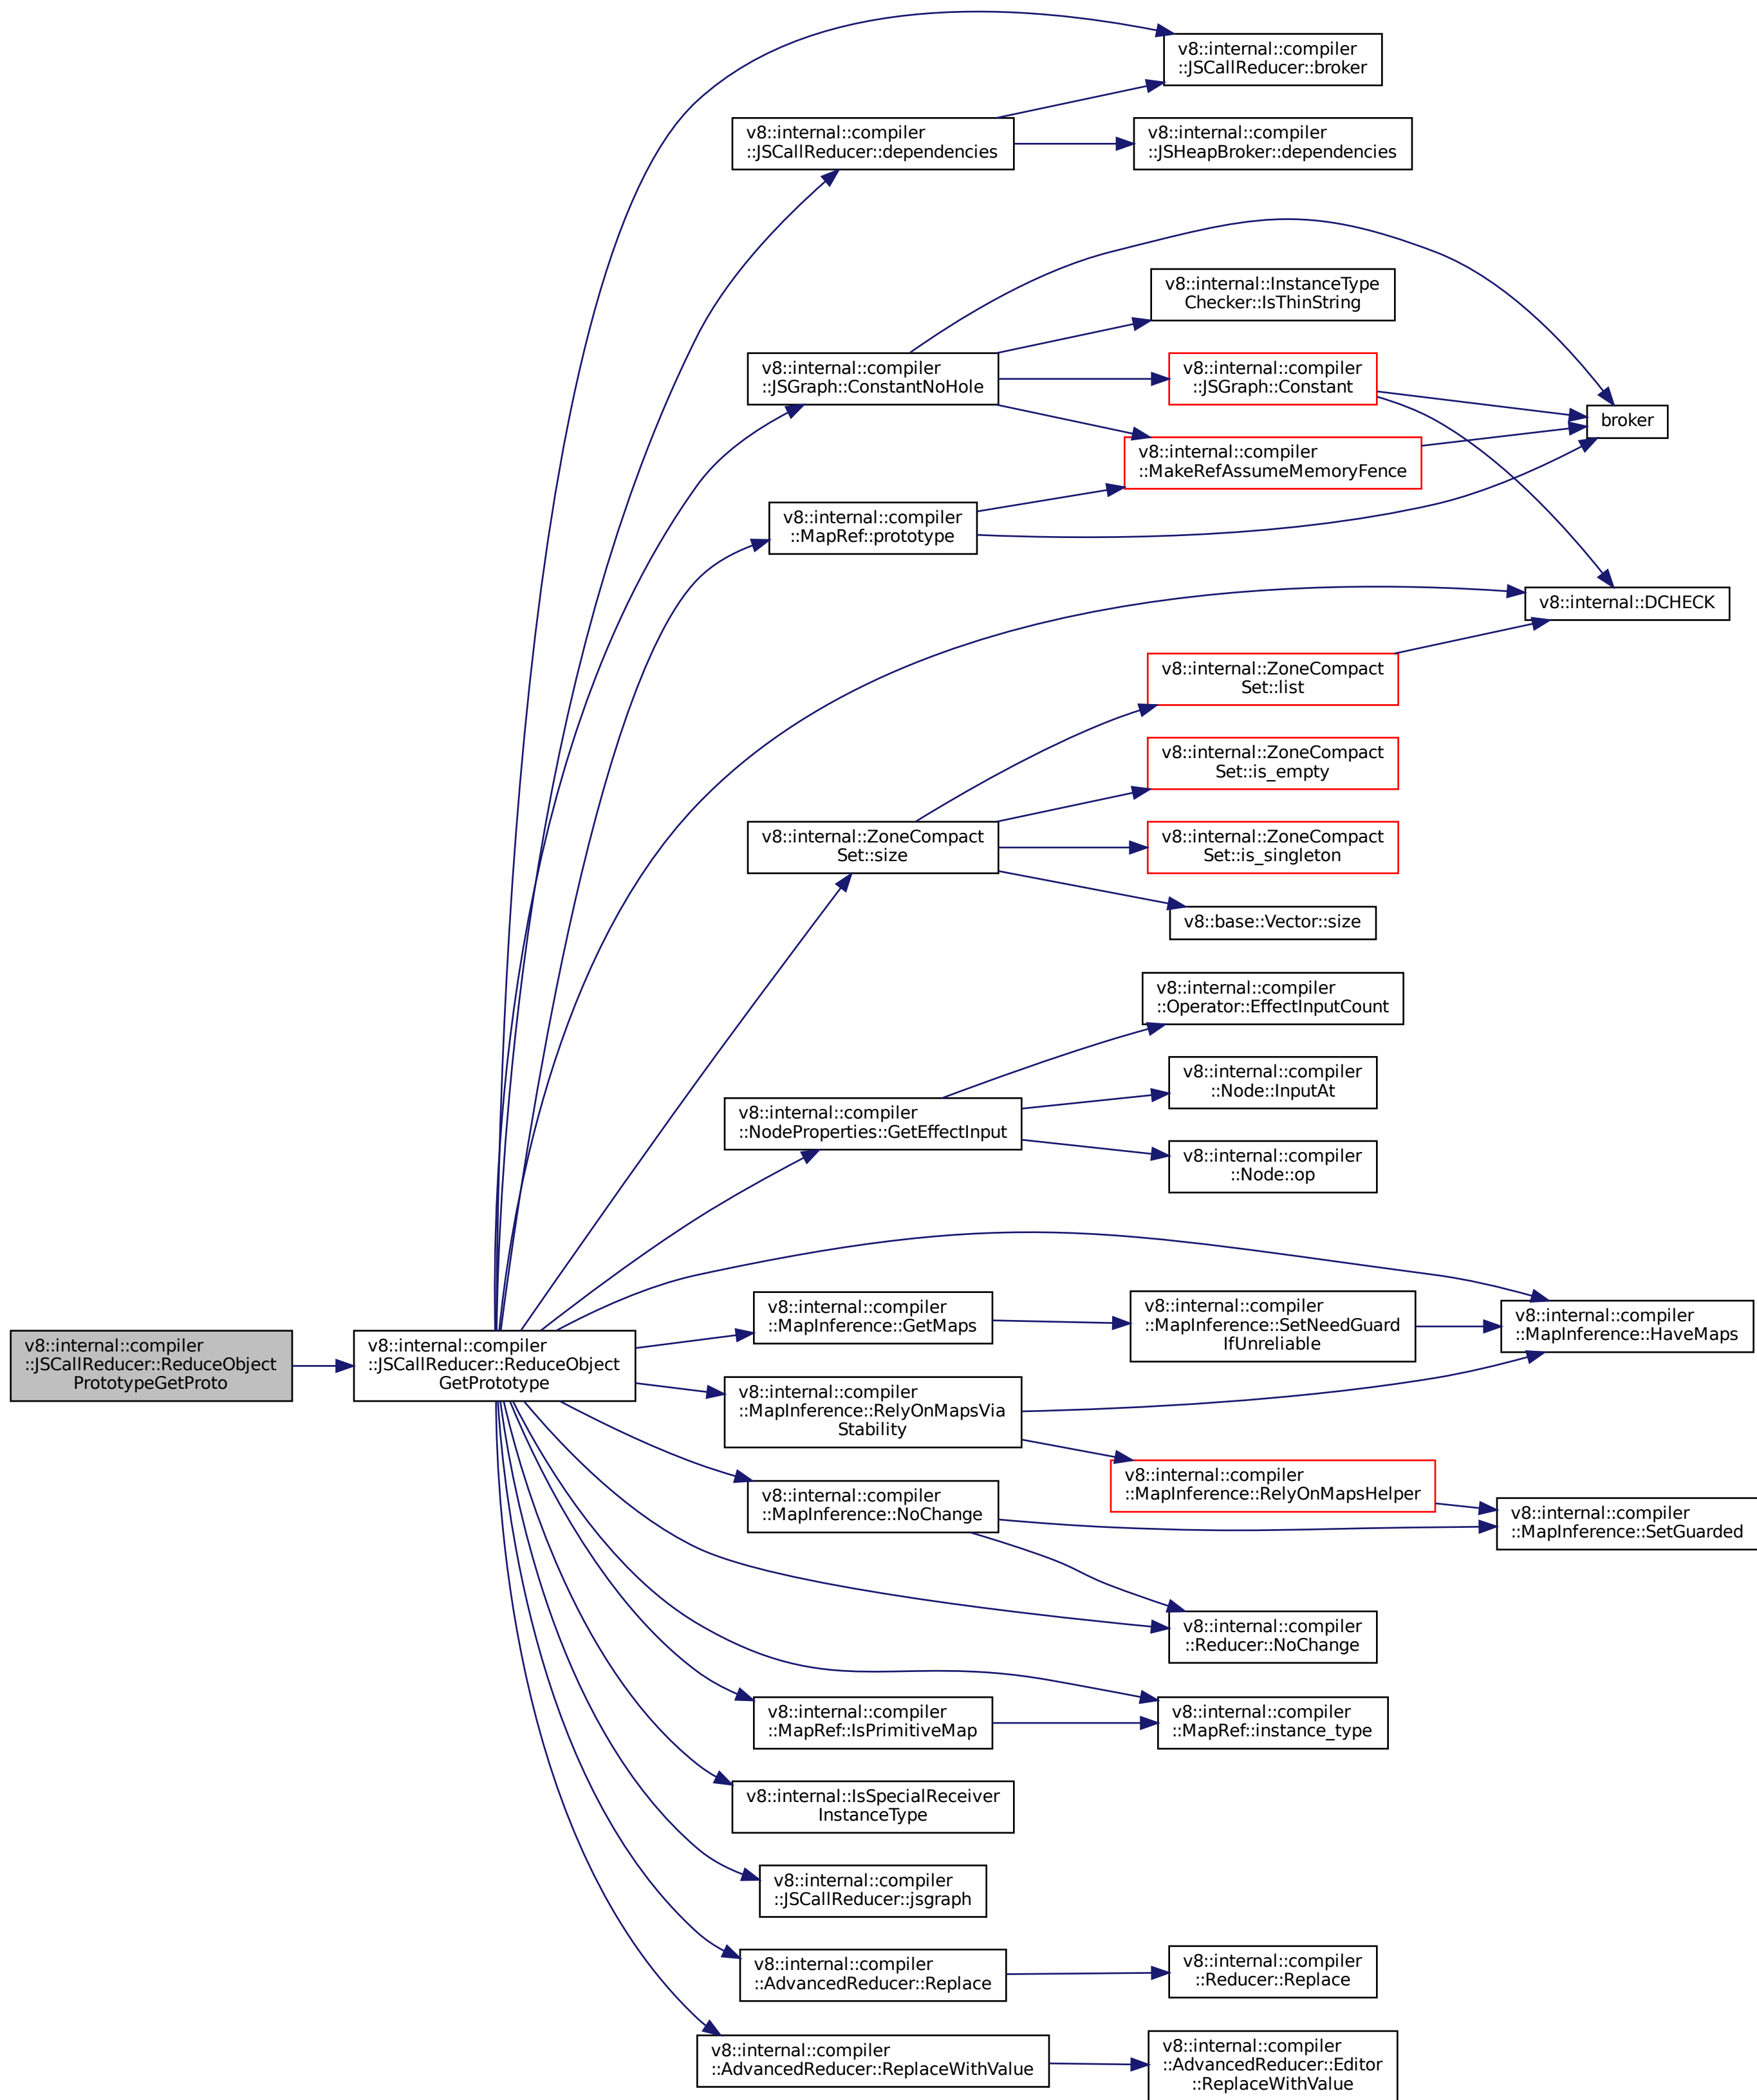 v8::internal::compiler
::JSCallReducer::broker
v8::internal::compiler
::JSCallReducer::dependencies
v8::internal::compiler
::JSHeapBroker::dependencies
v8::internal::InstanceType
Checker::IsThinString
v8::internal::compiler
::JSGraph::ConstantNoHole
v8::internal::compiler
::JSGraph::Constant
broker
v8::internal::compiler
::MakeRefAssumeMemoryFence
v8::internal::compiler
::MapRef::prototype
v8::internal::DCHECK
v8::internal::ZoneCompact
Set::list
v8::internal::ZoneCompact
Set::is_empty
v8::internal::ZoneCompact
Set::size
v8::internal::ZoneCompact
Set::is_singleton
v8::base::Vector::size
v8::internal::compiler
::Operator::EffectInputCount
v8::internal::compiler
::Node::InputAt
v8::internal::compiler
::NodeProperties::GetEffectInput
v8::internal::compiler
::Node::op
v8::internal::compiler
::MapInference::GetMaps
v8::internal::compiler
::MapInference::SetNeedGuard
IfUnreliable
v8::internal::compiler
::MapInference::HaveMaps
v8::internal::compiler
::JSCallReducer::ReduceObject
PrototypeGetProto
v8::internal::compiler
::JSCallReducer::ReduceObject
GetPrototype
v8::internal::compiler
::MapInference::RelyOnMapsVia
Stability
v8::internal::compiler
::MapInference::RelyOnMapsHelper
v8::internal::compiler
::MapInference::NoChange
v8::internal::compiler
::MapInference::SetGuarded
v8::internal::compiler
::Reducer::NoChange
v8::internal::compiler
::MapRef::IsPrimitiveMap
v8::internal::compiler
::MapRef::instance_type
v8::internal::IsSpecialReceiver
InstanceType
v8::internal::compiler
::JSCallReducer::jsgraph
v8::internal::compiler
::AdvancedReducer::Replace
v8::internal::compiler
::Reducer::Replace
v8::internal::compiler
::AdvancedReducer::ReplaceWithValue
v8::internal::compiler
::AdvancedReducer::Editor
::ReplaceWithValue